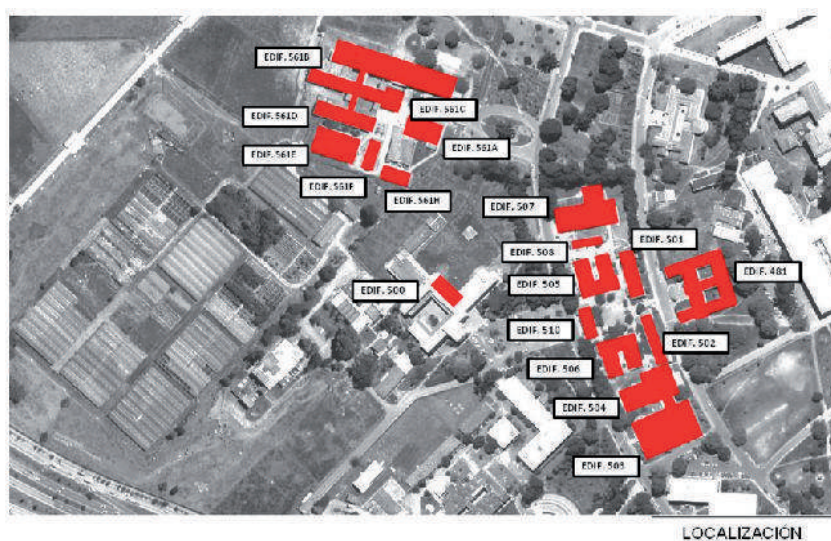 EDIF. 561B
EDIF. 561C
EDIF. 561D
EDIF. 561A
EDIF. 561E
EDIF. 561F
EDIF. 561H
EDIF. 507
EDIF. 501
EDIF. 508
EDIF. 481
EDIF. 505
EDIF. 500
EDIF. 510
EDIF. 502
EDIF. 506
EDIF. 504
EDIF. 503
LOCALIZACIÓN